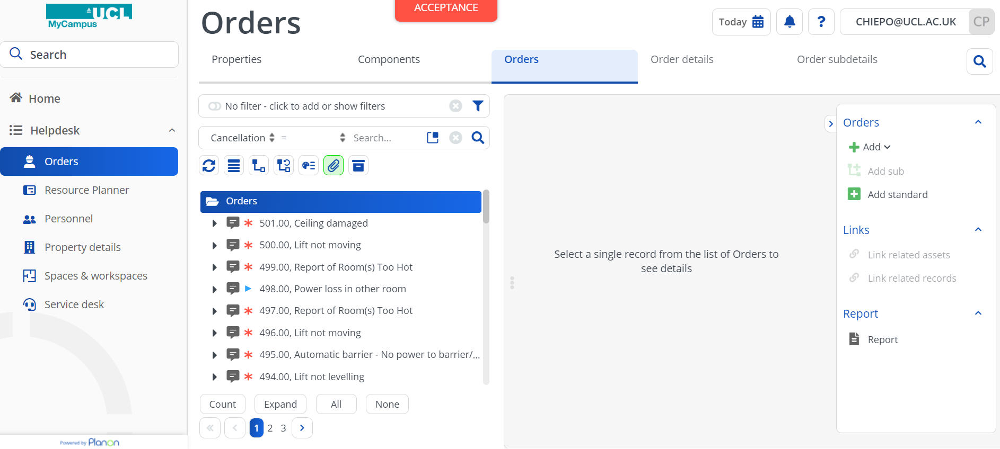 UCL
MyCampus
Search
Home
Helpdesk
Orders
Resource Planner
Personnel
Property details
Spaces & workspaces
Service desk
Powered by Planon
Orders
ACCEPTANCE
Today
?
CHIEPO@UCL.AC.UK
CP
Properties
Components
Orders
Order details
Order subdetails
No filter - click to add or show filters
Cancellation = Search...
Orders
501.00, Ceiling damaged
500.00, Lift not moving
499.00, Report of Room(s) Too Hot
498.00, Power loss in other room
497.00, Report of Room(s) Too Hot
496.00, Lift not moving
495.00, Automatic barrier - No power to barrier/...
494.00, Lift not levelling
Count
Expand
All
None
« ‹ 1 2 3 ›
Select a single record from the list of Orders to
see details
Orders
Add
Add sub
Add standard
Links
Link related assets
Link related records
Report
Report